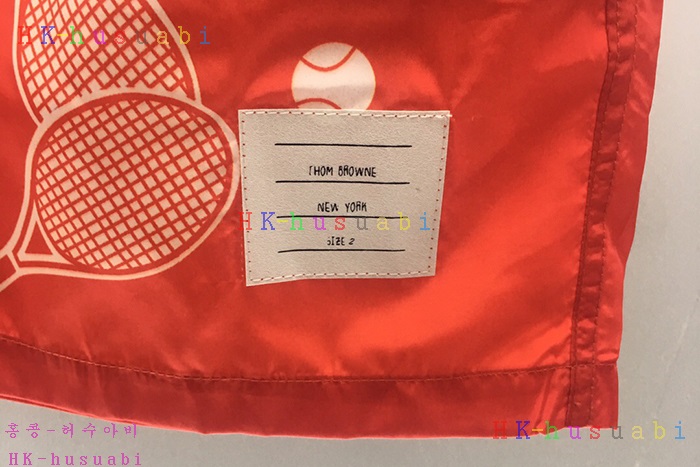 HK-husuabi
THOM BROWNE
NEW YORK
HK-husuabi
SIZE 2
홍콩-허수아비
HK-husuabi
HK-husuabi